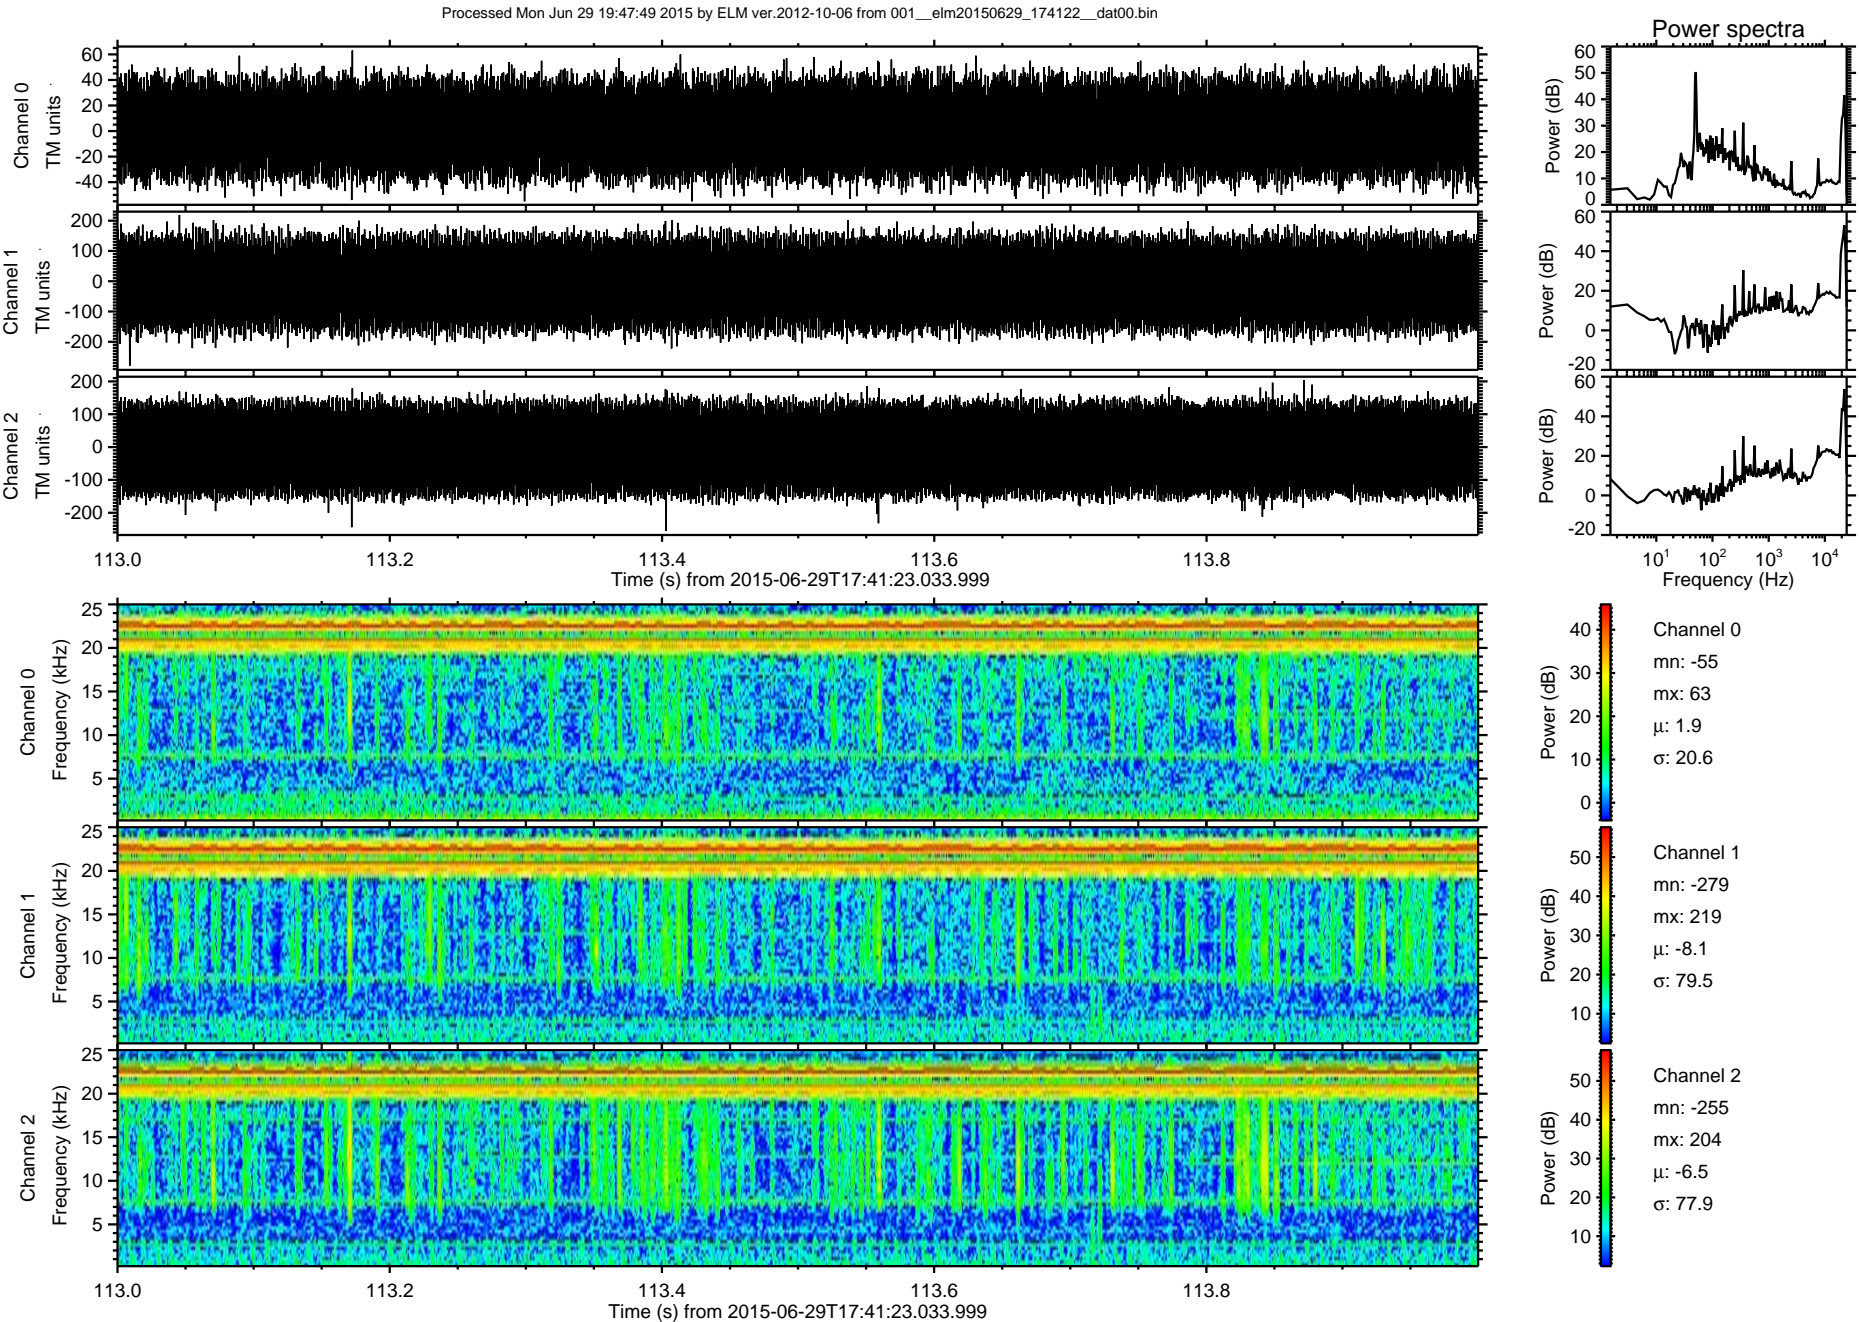 Processed Mon Jun 29 19:47:49 2015 by ELM ver.2012-10-06 from 001__elm20150629_174122__dat00.bin
Power spectra
Channel 0
TM units
60
40
20
0
-20
-40
Power (dB)
60
50
40
30
20
10
0
Channel 1
TM units
200
100
0
-100
-200
Power (dB)
60
40
20
0
-20
Channel 2
TM units
200
100
0
-100
-200
Power (dB)
60
40
20
0
-20
113.0 113.2 113.4 113.6 113.8
Time (s) from 2015-06-29T17:41:23.033.999
10¹ 10² 10³ 10⁴
Frequency (Hz)
Channel 0
Frequency (kHz)
25
20
15
10
5
Power (dB)
40
30
20
10
0
Channel 0
mn: -55
mx: 63
μ: 1.9
σ: 20.6
Channel 1
Frequency (kHz)
25
20
15
10
5
Power (dB)
50
40
30
20
10
Channel 1
mn: -279
mx: 219
μ: -8.1
σ: 79.5
Channel 2
Frequency (kHz)
25
20
15
10
5
Power (dB)
50
40
30
20
10
Channel 2
mn: -255
mx: 204
μ: -6.5
σ: 77.9
113.0 113.2 113.4 113.6 113.8
Time (s) from 2015-06-29T17:41:23.033.999